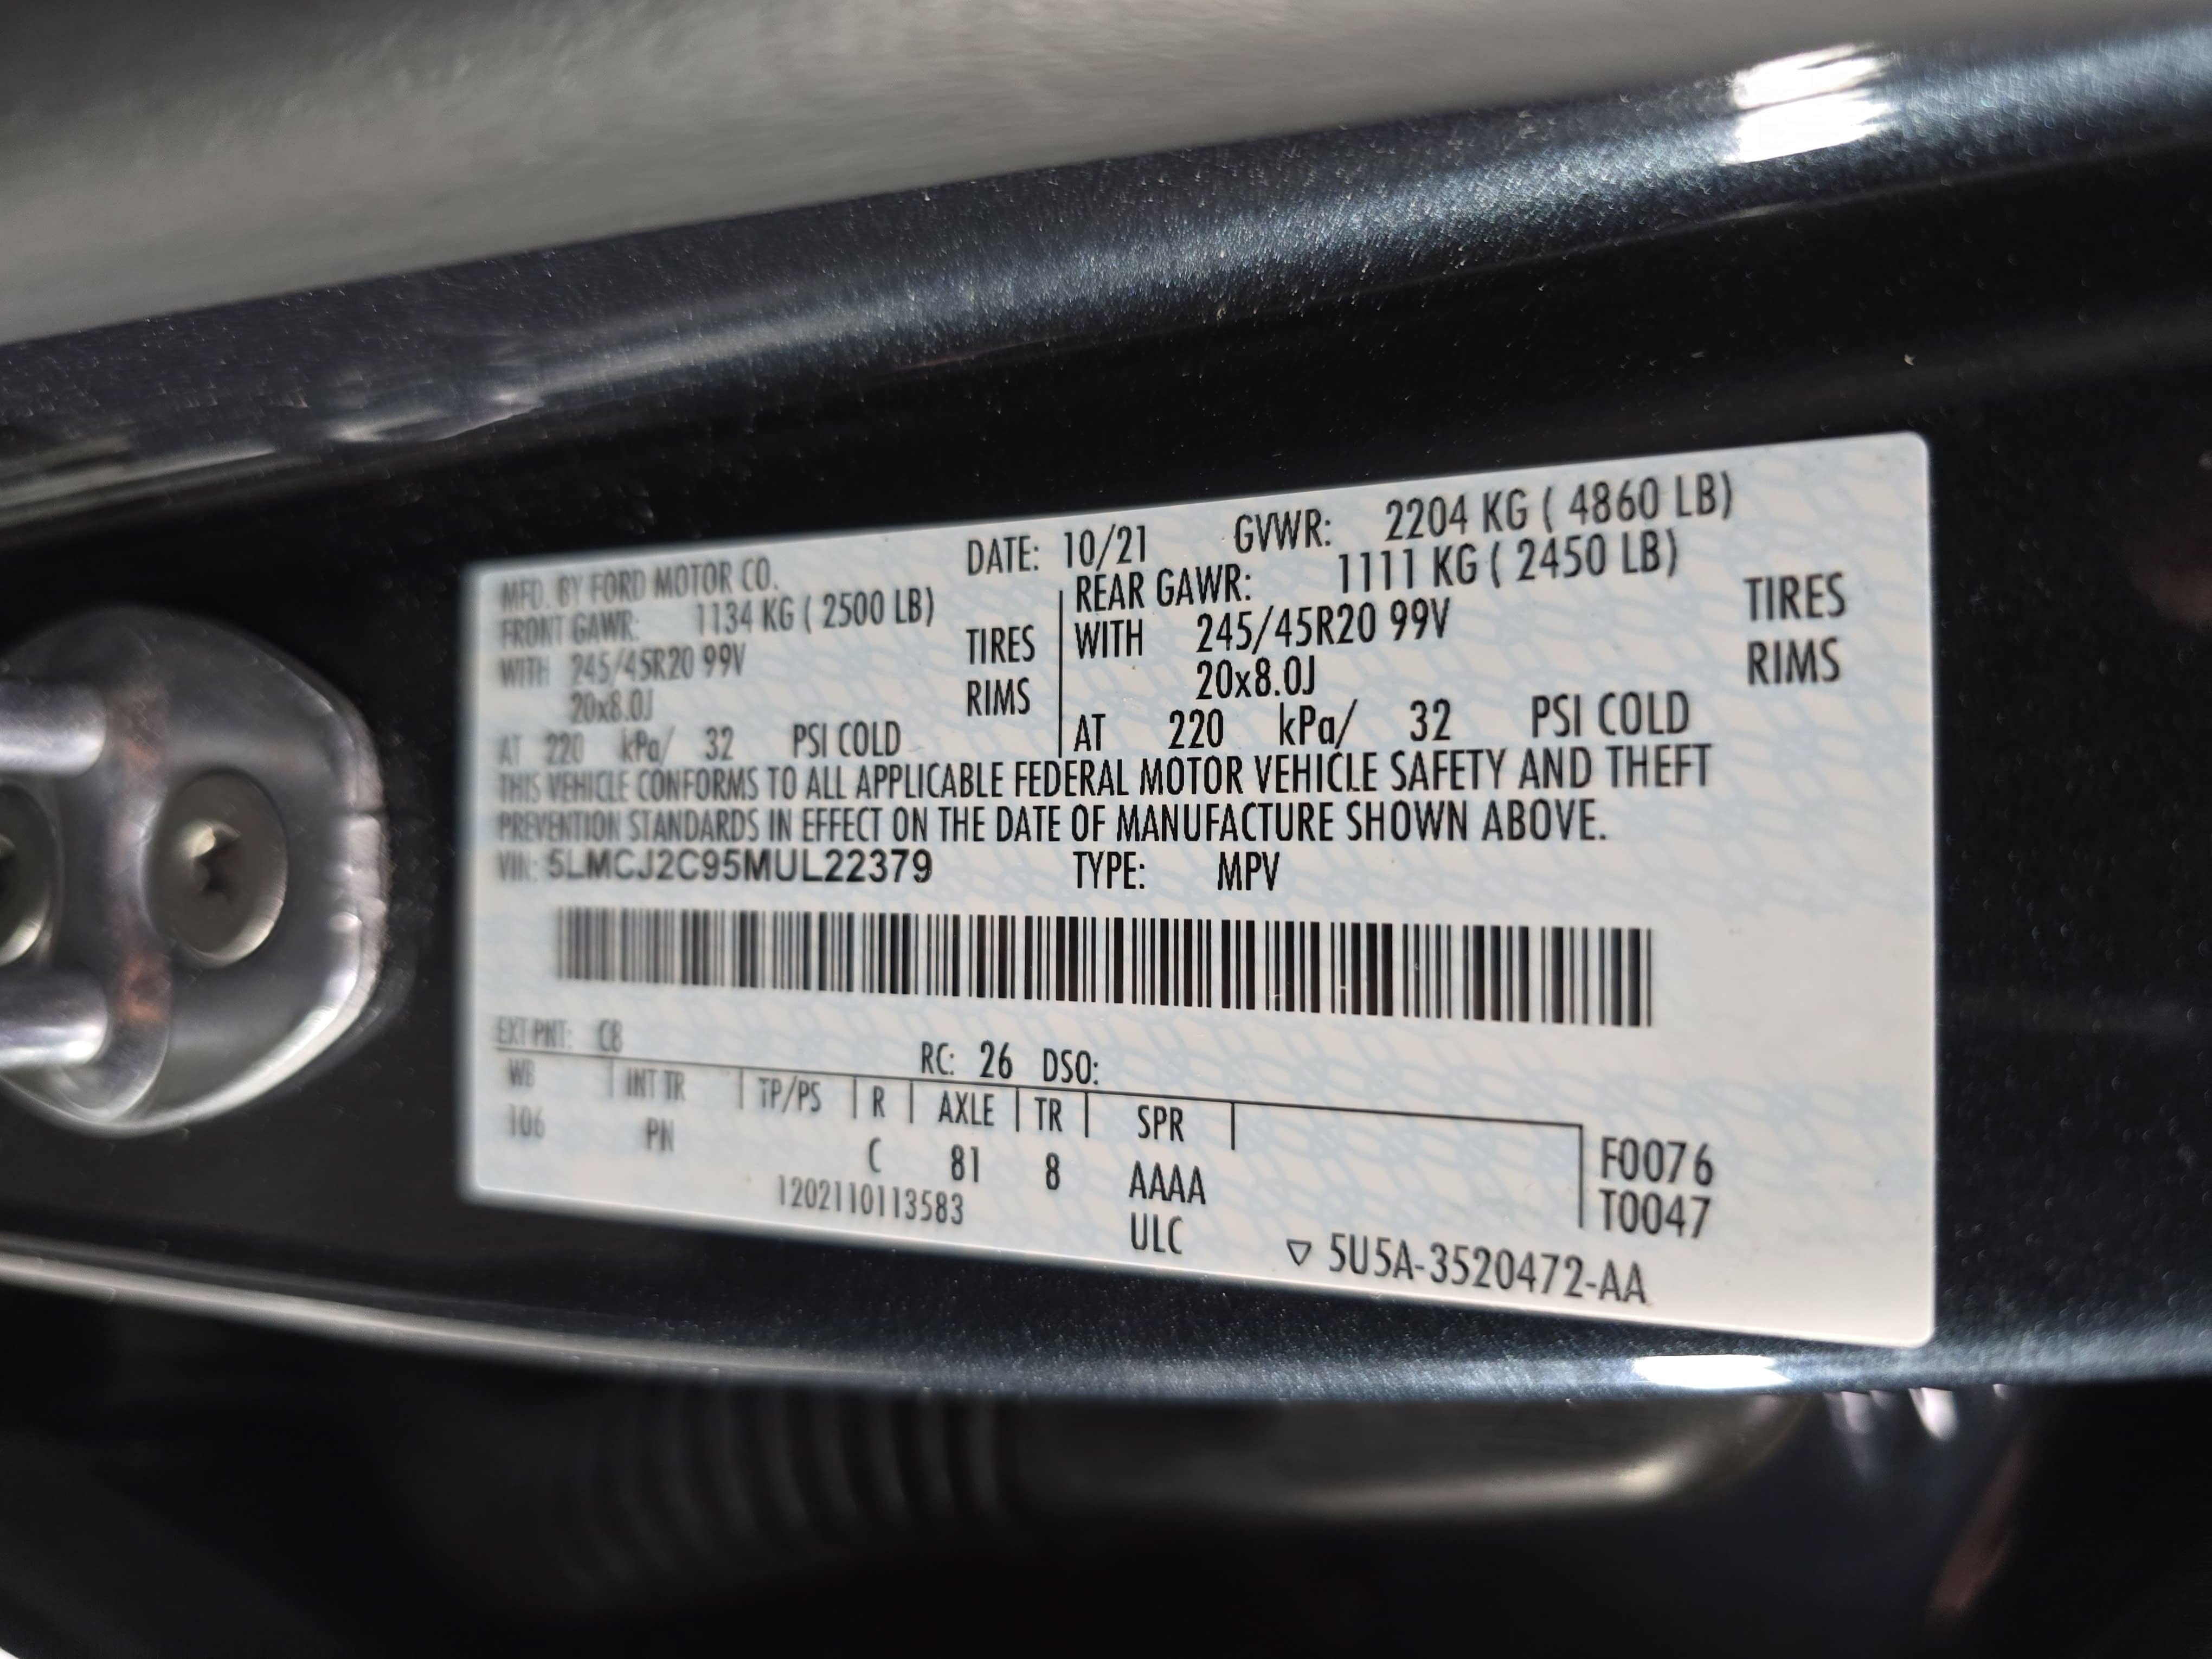 MFD. BY FORD MOTOR CO. DATE: 10/21 GVWR: 2204 KG ( 4860 LB)
FRONT GAWR: 1134 KG ( 2500 LB) REAR GAWR: 1111 KG ( 2450 LB)
WITH 245/45R20 99V TIRES WITH 245/45R20 99V TIRES
20x8.0J RIMS 20x8.0J RIMS
AT 220 kPa/ 32 PSI COLD AT 220 kPa/ 32 PSI COLD
THIS VEHICLE CONFORMS TO ALL APPLICABLE FEDERAL MOTOR VEHICLE SAFETY AND THEFT
PREVENTION STANDARDS IN EFFECT ON THE DATE OF MANUFACTURE SHOWN ABOVE.
VIN: 5LMCJ2C95MUL22379 TYPE: MPV
EXT PNT: C8 RC: 26 DSO:
WB INT TR TP/PS R AXLE TR SPR
106 PN C 81 8 AAAA F0076
1202110113583 ULC T0047
▽ 5U5A-3520472-AA